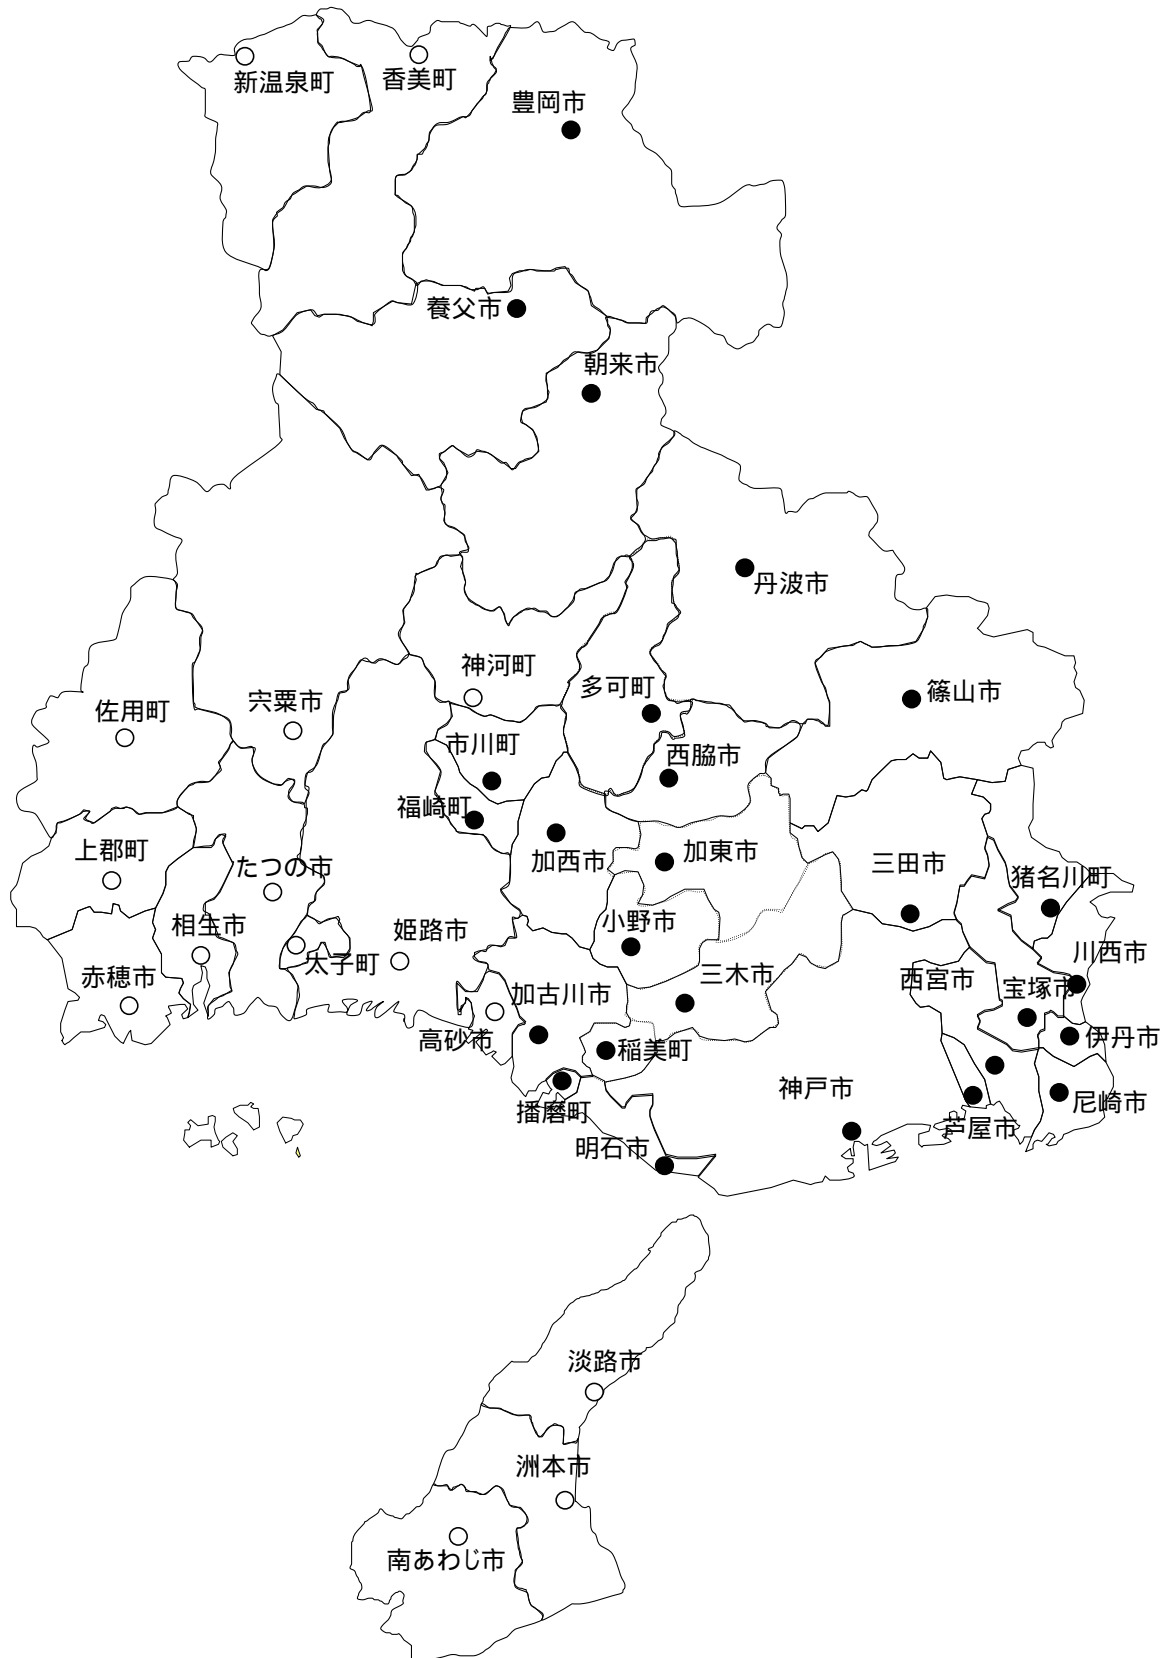 新温泉町
香美町
豊岡市
養父市
朝来市
丹波市
神河町
多可町
篠山市
佐用町
宍粟市
市川町
西脇市
福崎町
上郡町
加西市
加東市
三田市
たつの市
猪名川町
相生市
姫路市
小野市
川西市
太子町
赤穂市
三木市
西宮市
宝塚市
加古川市
高砂市
稲美町
伊丹市
神戸市
尼崎市
播磨町
芦屋市
明石市
淡路市
洲本市
南あわじ市